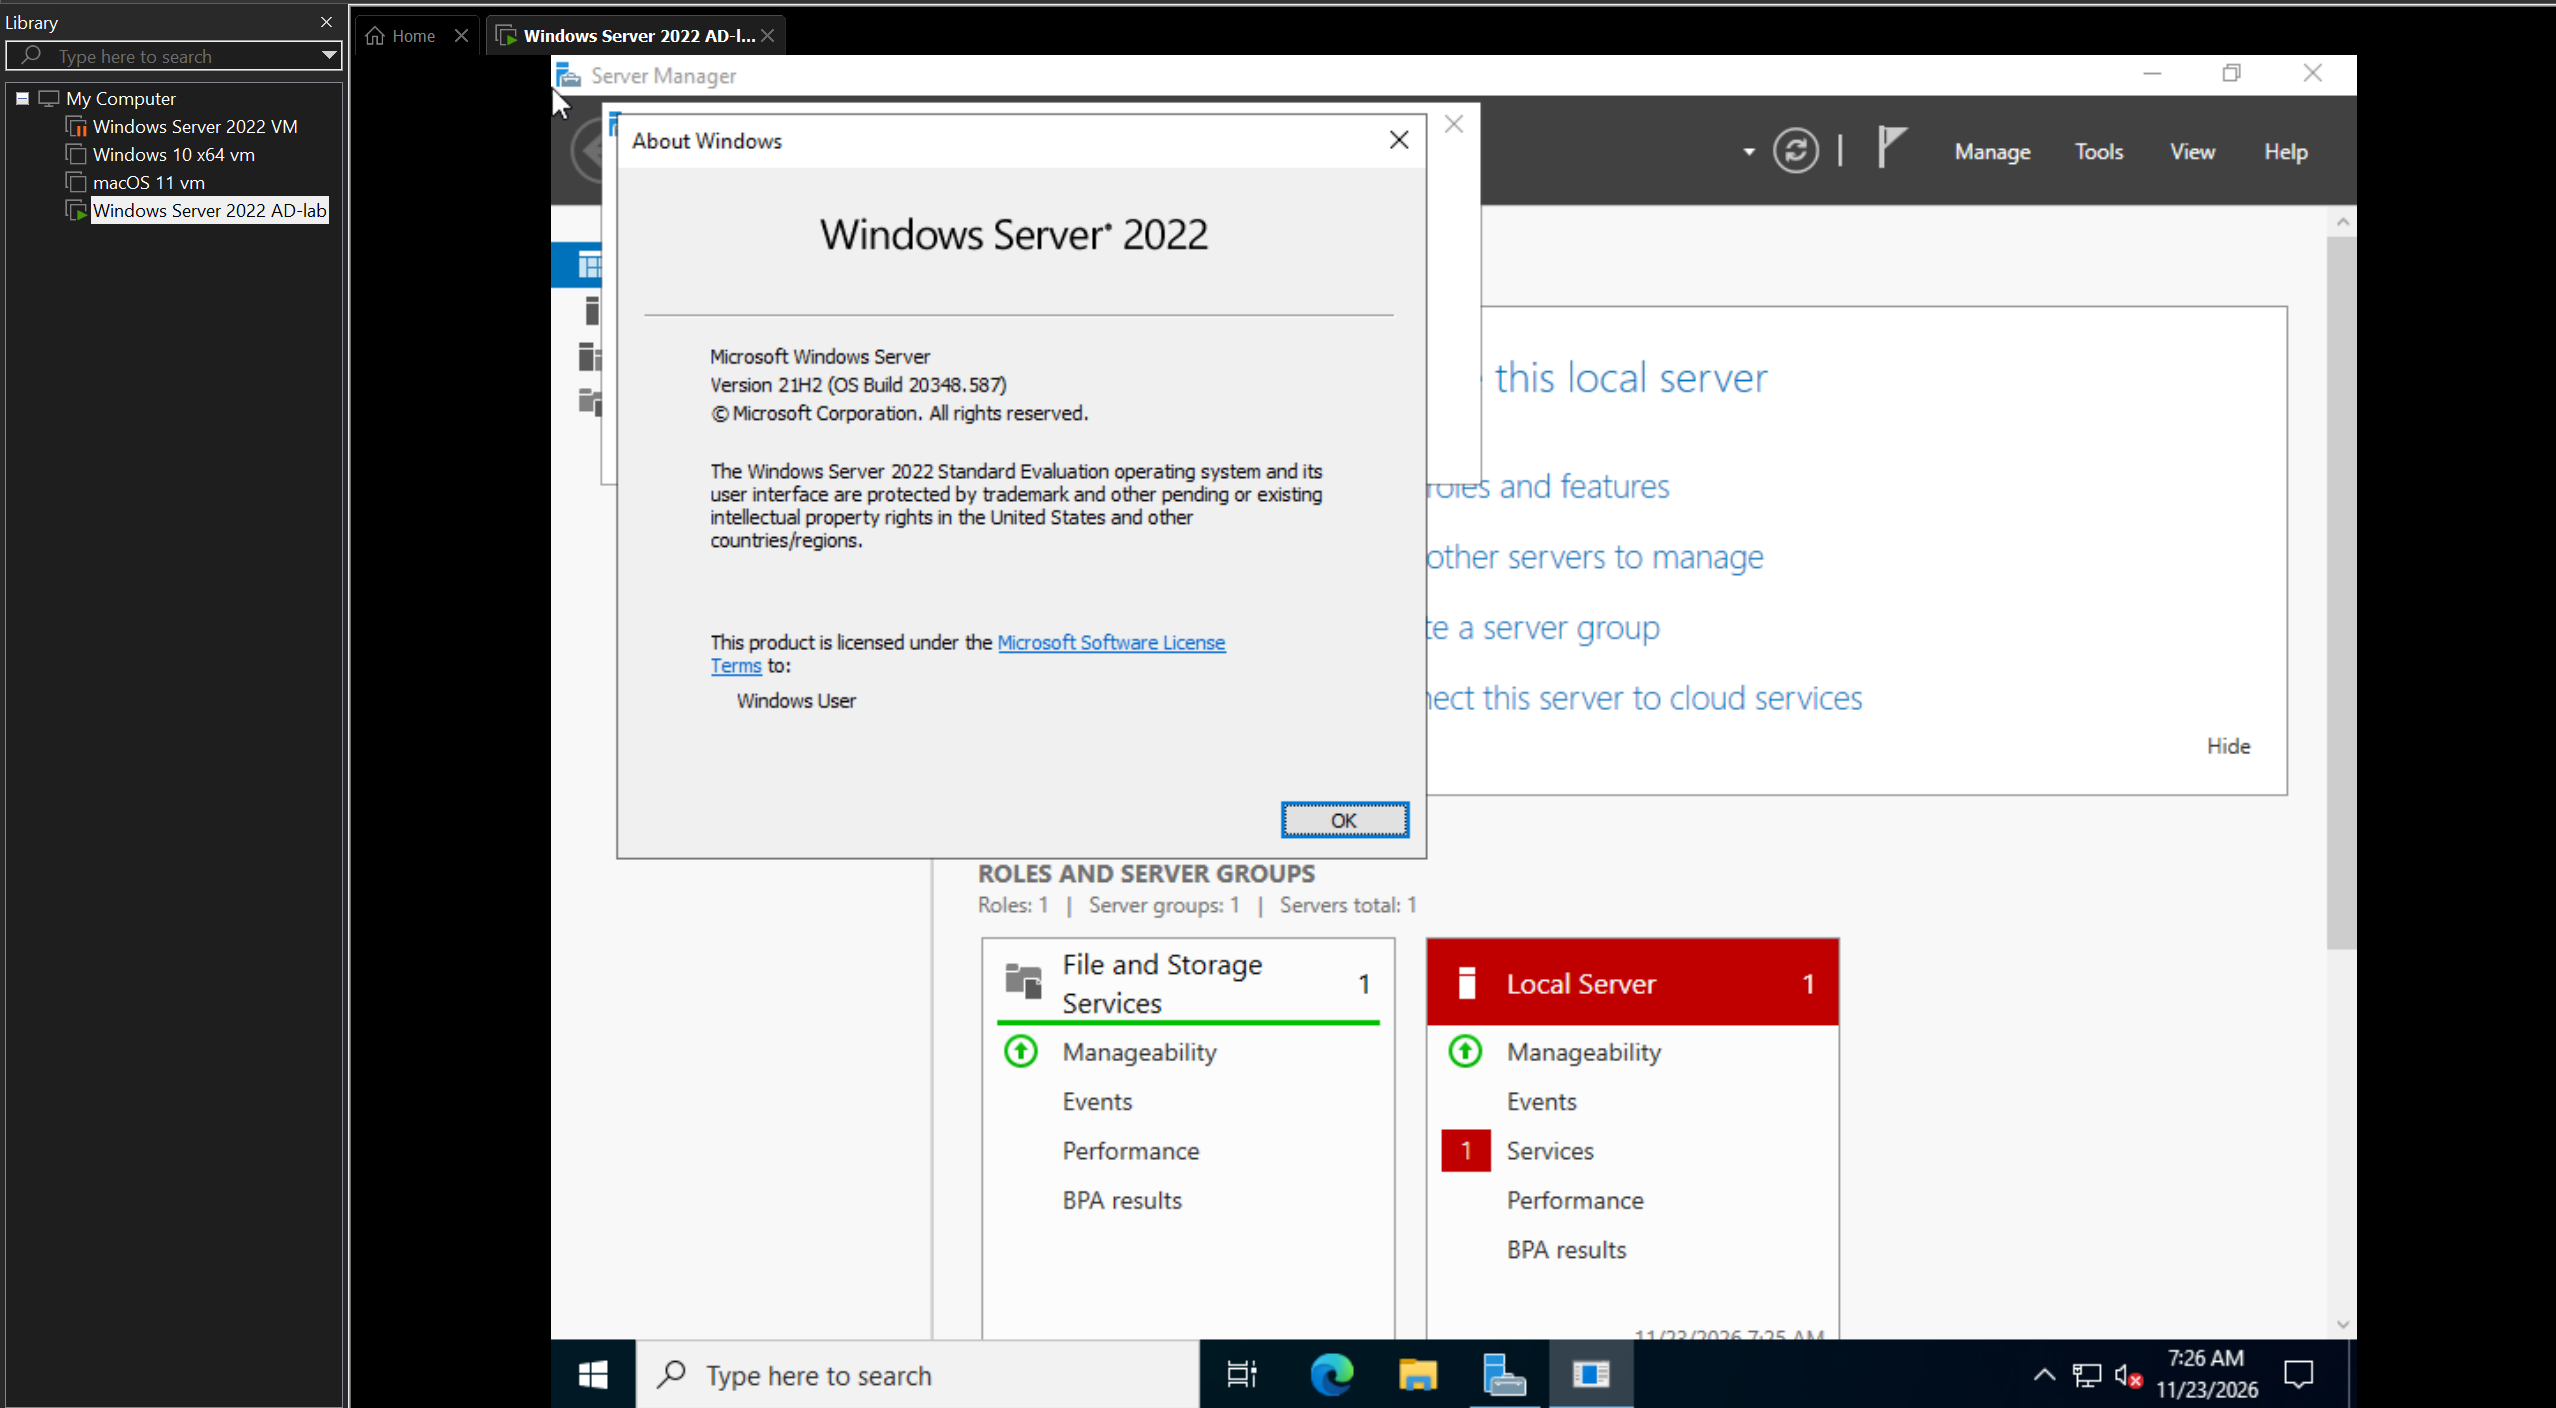 Library
Type here to search
My Computer
Windows Server 2022 VM
Windows 10 x64 vm
macOS 11 vm
Windows Server 2022 AD-lab
Home
Windows Server 2022 AD-l...
Server Manager
Manage
Tools
View
Help
About Windows
Windows Server 2022
Microsoft Windows Server
Version 21H2 (OS Build 20348.587)
© Microsoft Corporation. All rights reserved.
The Windows Server 2022 Standard Evaluation operating system and its
user interface are protected by trademark and other pending or existing
intellectual property rights in the United States and other
countries/regions.
This product is licensed under the Microsoft Software License
Terms to:
Windows User
OK
this local server
roles and features
other servers to manage
a server group
this server to cloud services
Hide
ROLES AND SERVER GROUPS
Roles: 1 | Server groups: 1 | Servers total: 1
File and Storage
Services
1
Manageability
Events
Performance
BPA results
Local Server 1
Manageability
Events
1 Services
Performance
BPA results
11/23/2026 7:25 AM
Type here to search
7:26 AM
11/23/2026